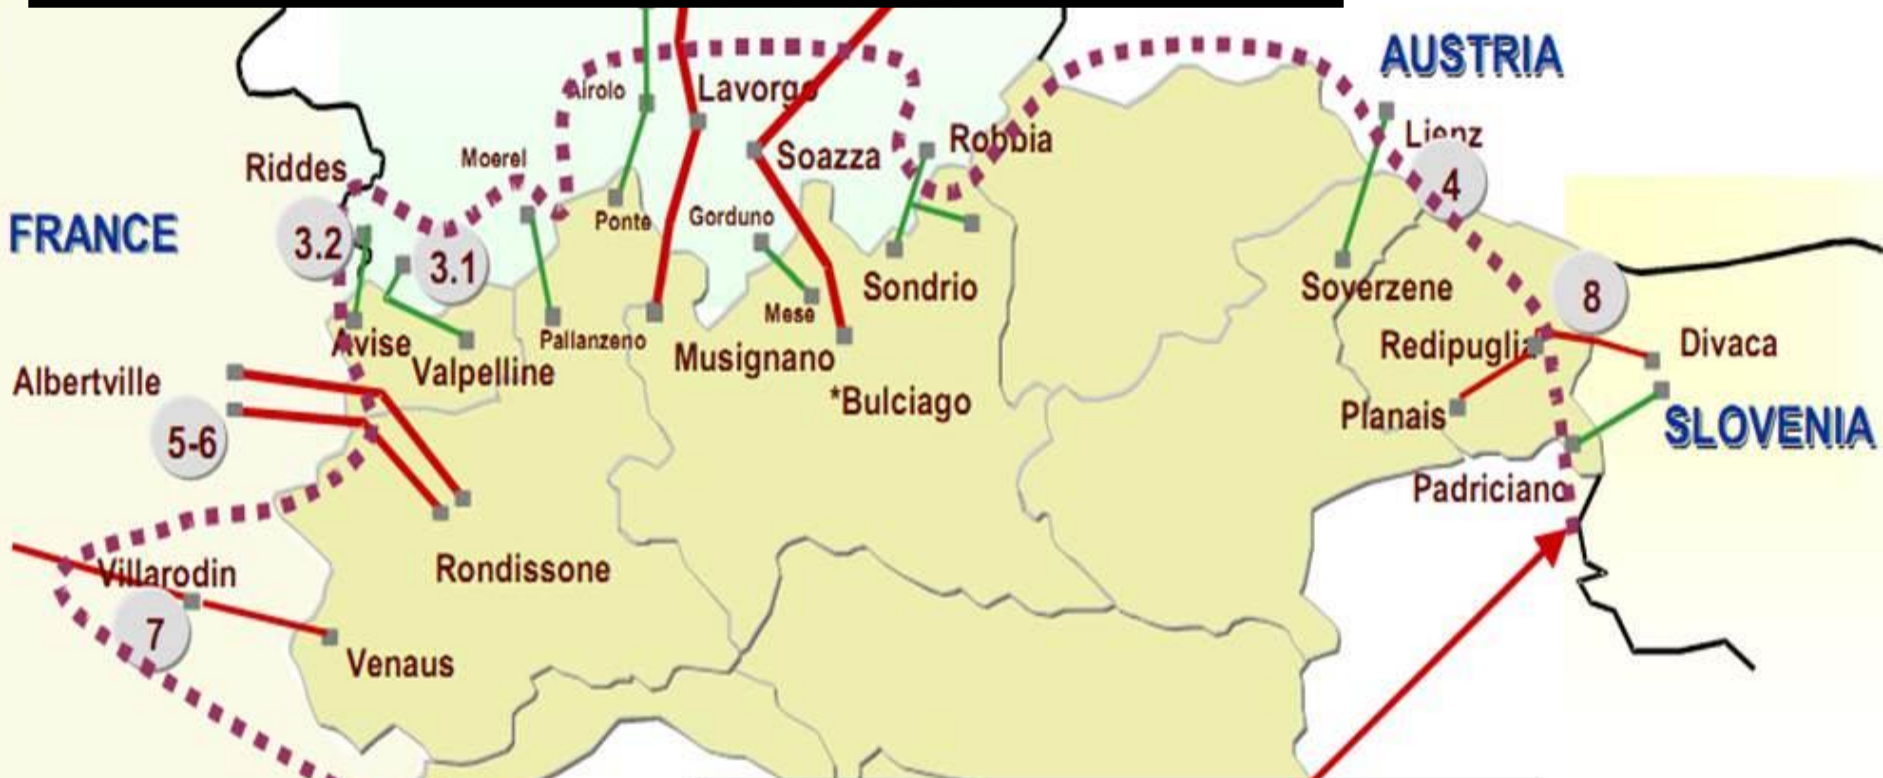 AUSTRIA
Airolo
Lavorgo
Lienz
Robbia
Riddes
Moerel
Soazza
4
FRANCE
3.2
3.1
Ponte
Gorduno
Sondrio
Soverzene
8
Avise
Valpelline
Pallanzeno
Mese
Musignano
Redipuglia
Divaca
Albertville
*Bulciago
Planais
SLOVENIA
5-6
Padriciano
Villarodin
Rondissone
7
Venaus